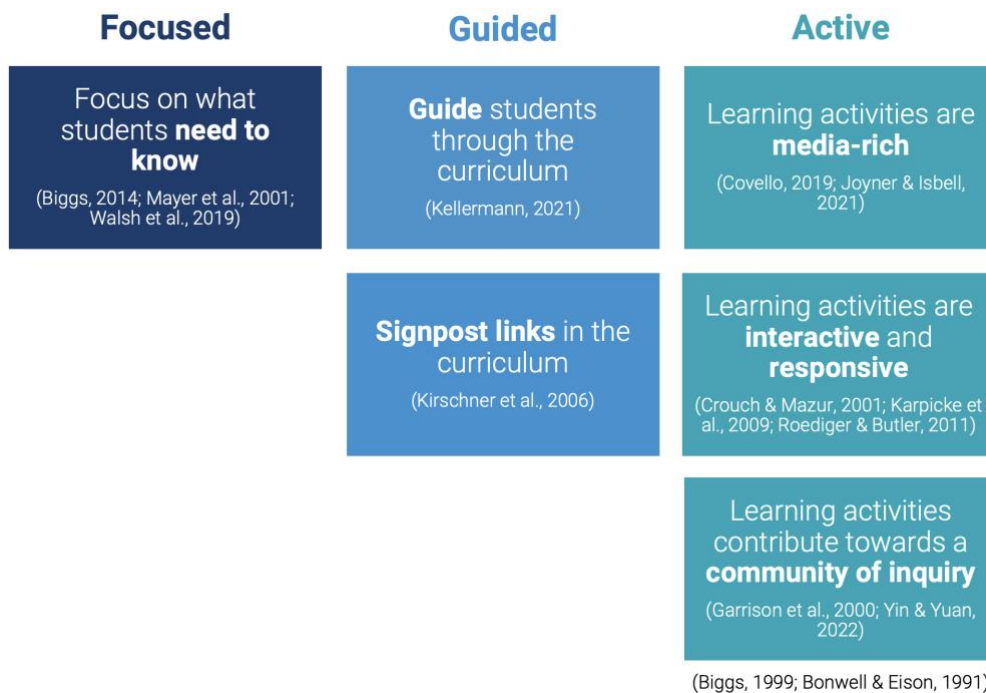 Focused
Focus on what
students need to
know
(Biggs, 2014; Mayer et al., 2001;
Walsh et al., 2019)
Guided
Guide students
through the
curriculum
(Kellermann, 2021)
Signpost links in the
curriculum
(Kirschner et al., 2006)
Active
Learning activities are
media-rich
(Covello, 2019; Joyner & Isbell,
2021)
Learning activities are
interactive and
responsive
(Crouch & Mazur, 2001; Karpicke et
al., 2009; Roediger & Butler, 2011)
Learning activities
contribute towards a
community of inquiry
(Garrison et al., 2000; Yin & Yuan,
2022)
(Biggs, 1999; Bonwell & Eison, 1991)